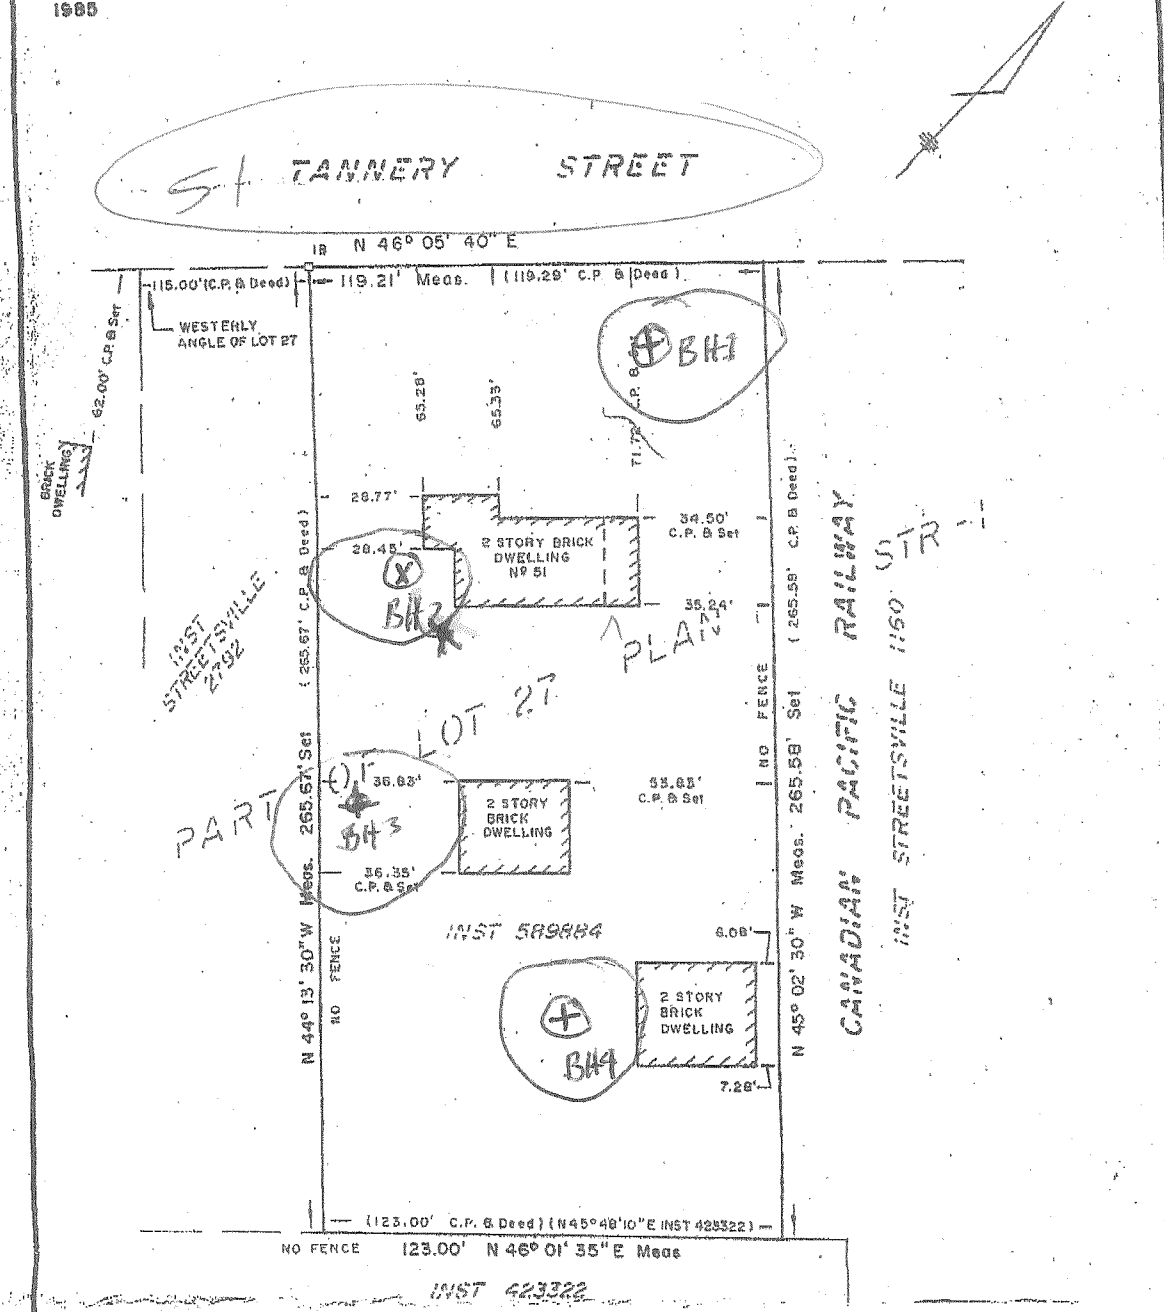 1985
51 TANNERY STREET
IB N 46° 05' 40" E
115.00' (C.P. & Deed)
119.21' Meas. (119.29' C.P. & Deed)
WESTERLY
ANGLE OF LOT 27
62.00' C.P. & Set
BRICK
DWELLING
BH1
65.28'
65.33'
71.72' C.P. &
28.77'
34.50'
C.P. & Set
28.45'
2 STORY BRICK
DWELLING
Nº 51
BH2
35.24'
PLAN STR-1
INST
STREETSVILLE
2792
(265.67' C.P. & Deed)
(265.58' C.P. & Deed)
PART OF LOT 27
36.83'
55.85'
C.P. & Set
2 STORY
BRICK
DWELLING
BH3
36.35'
C.P. & Set
N 44° 13' 30" W Meas. 265.67' Set
NO FENCE
NO FENCE
N 45° 02' 30" W Meas. 265.58' Set
CANADIAN PACIFIC RAILWAY
INST STREETSVILLE 1160
INST 589884
6.08'
2 STORY
BRICK
DWELLING
BH4
7.28'
(123.00' C.P. & Deed) (N45°48'10"E INST 423322)
NO FENCE 123.00' N 46° 01' 35" E Meas
INST 423322